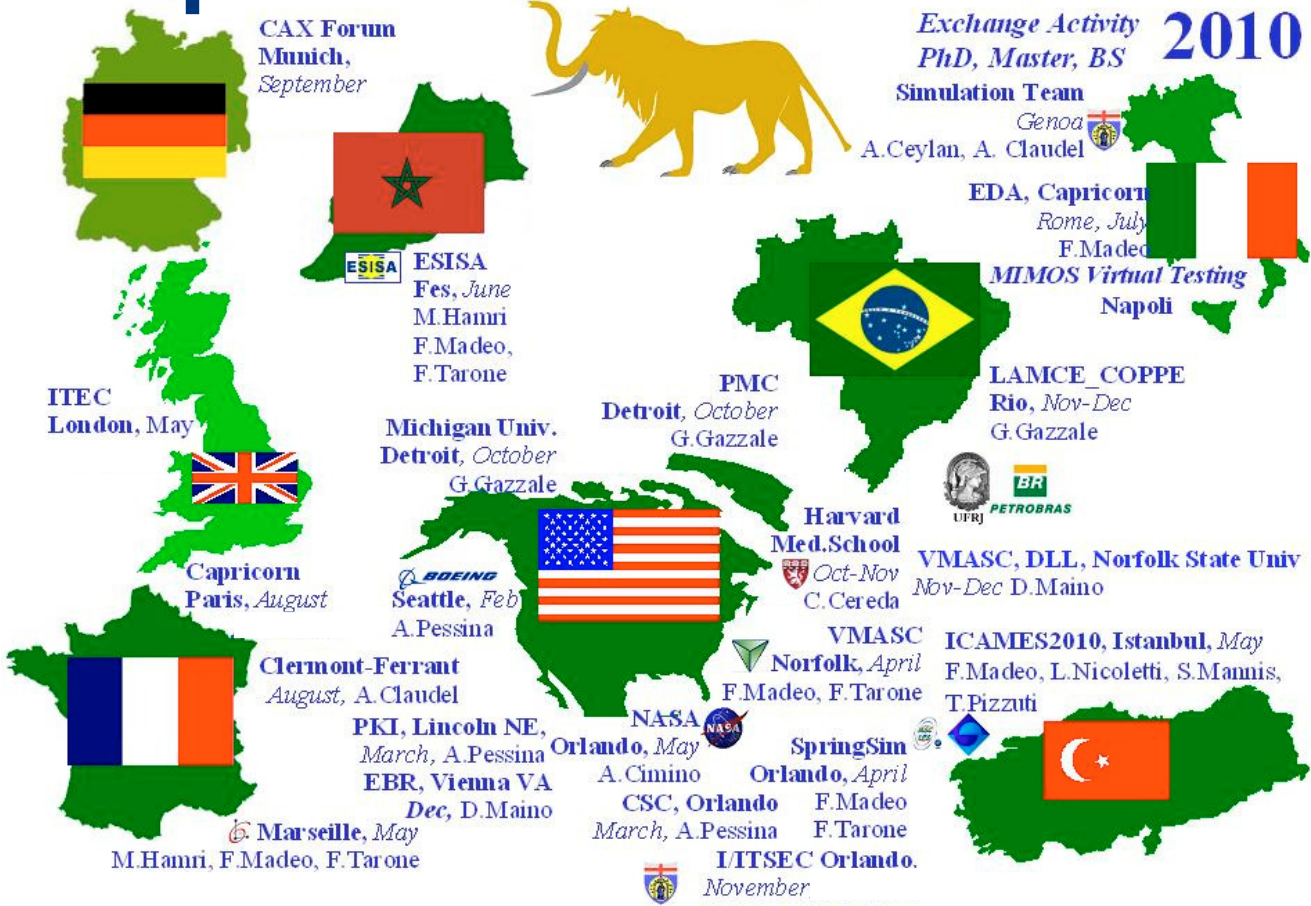 CAX Forum
Munich,
September
Exchange Activity
PhD, Master, BS
2010
Simulation Team
Genoa
A.Ceylan, A. Claudel
EDA, Capricorn
Rome, July
F.Madeo
MIMOS Virtual Testing
Napoli
ESISA
ESISA
Fes, June
M.Hamri
F.Madeo,
F.Tarone
ITEC
London, May
PMC
Detroit, October
G.Gazzale
LAMCE_COPPE
Rio, Nov-Dec
G.Gazzale
UFRJ
BR
PETROBRAS
Michigan Univ.
Detroit, October
G.Gazzale
Harvard
Med.School
Oct-Nov
C.Cereda
VMASC, DLL, Norfolk State Univ
Nov-Dec D.Maino
Capricorn
Paris, August
BOEING
Seattle, Feb
A.Pessina
VMASC
Norfolk, April
F.Madeo, F.Tarone
ICAMES2010, Istanbul, May
F.Madeo, L.Nicoletti, S.Mannis,
T.Pizzuti
Clermont-Ferrant
August, A.Claudel
PKI, Lincoln NE,
March, A.Pessina
EBR, Vienna VA
Dec, D.Maino
NASA
NASA
Orlando, May
A.Cimino
CSC, Orlando
March, A.Pessina
SpringSim
Orlando, April
F.Madeo
F.Tarone
Marseille, May
M.Hamri, F.Madeo, F.Tarone
I/ITSEC Orlando.
November